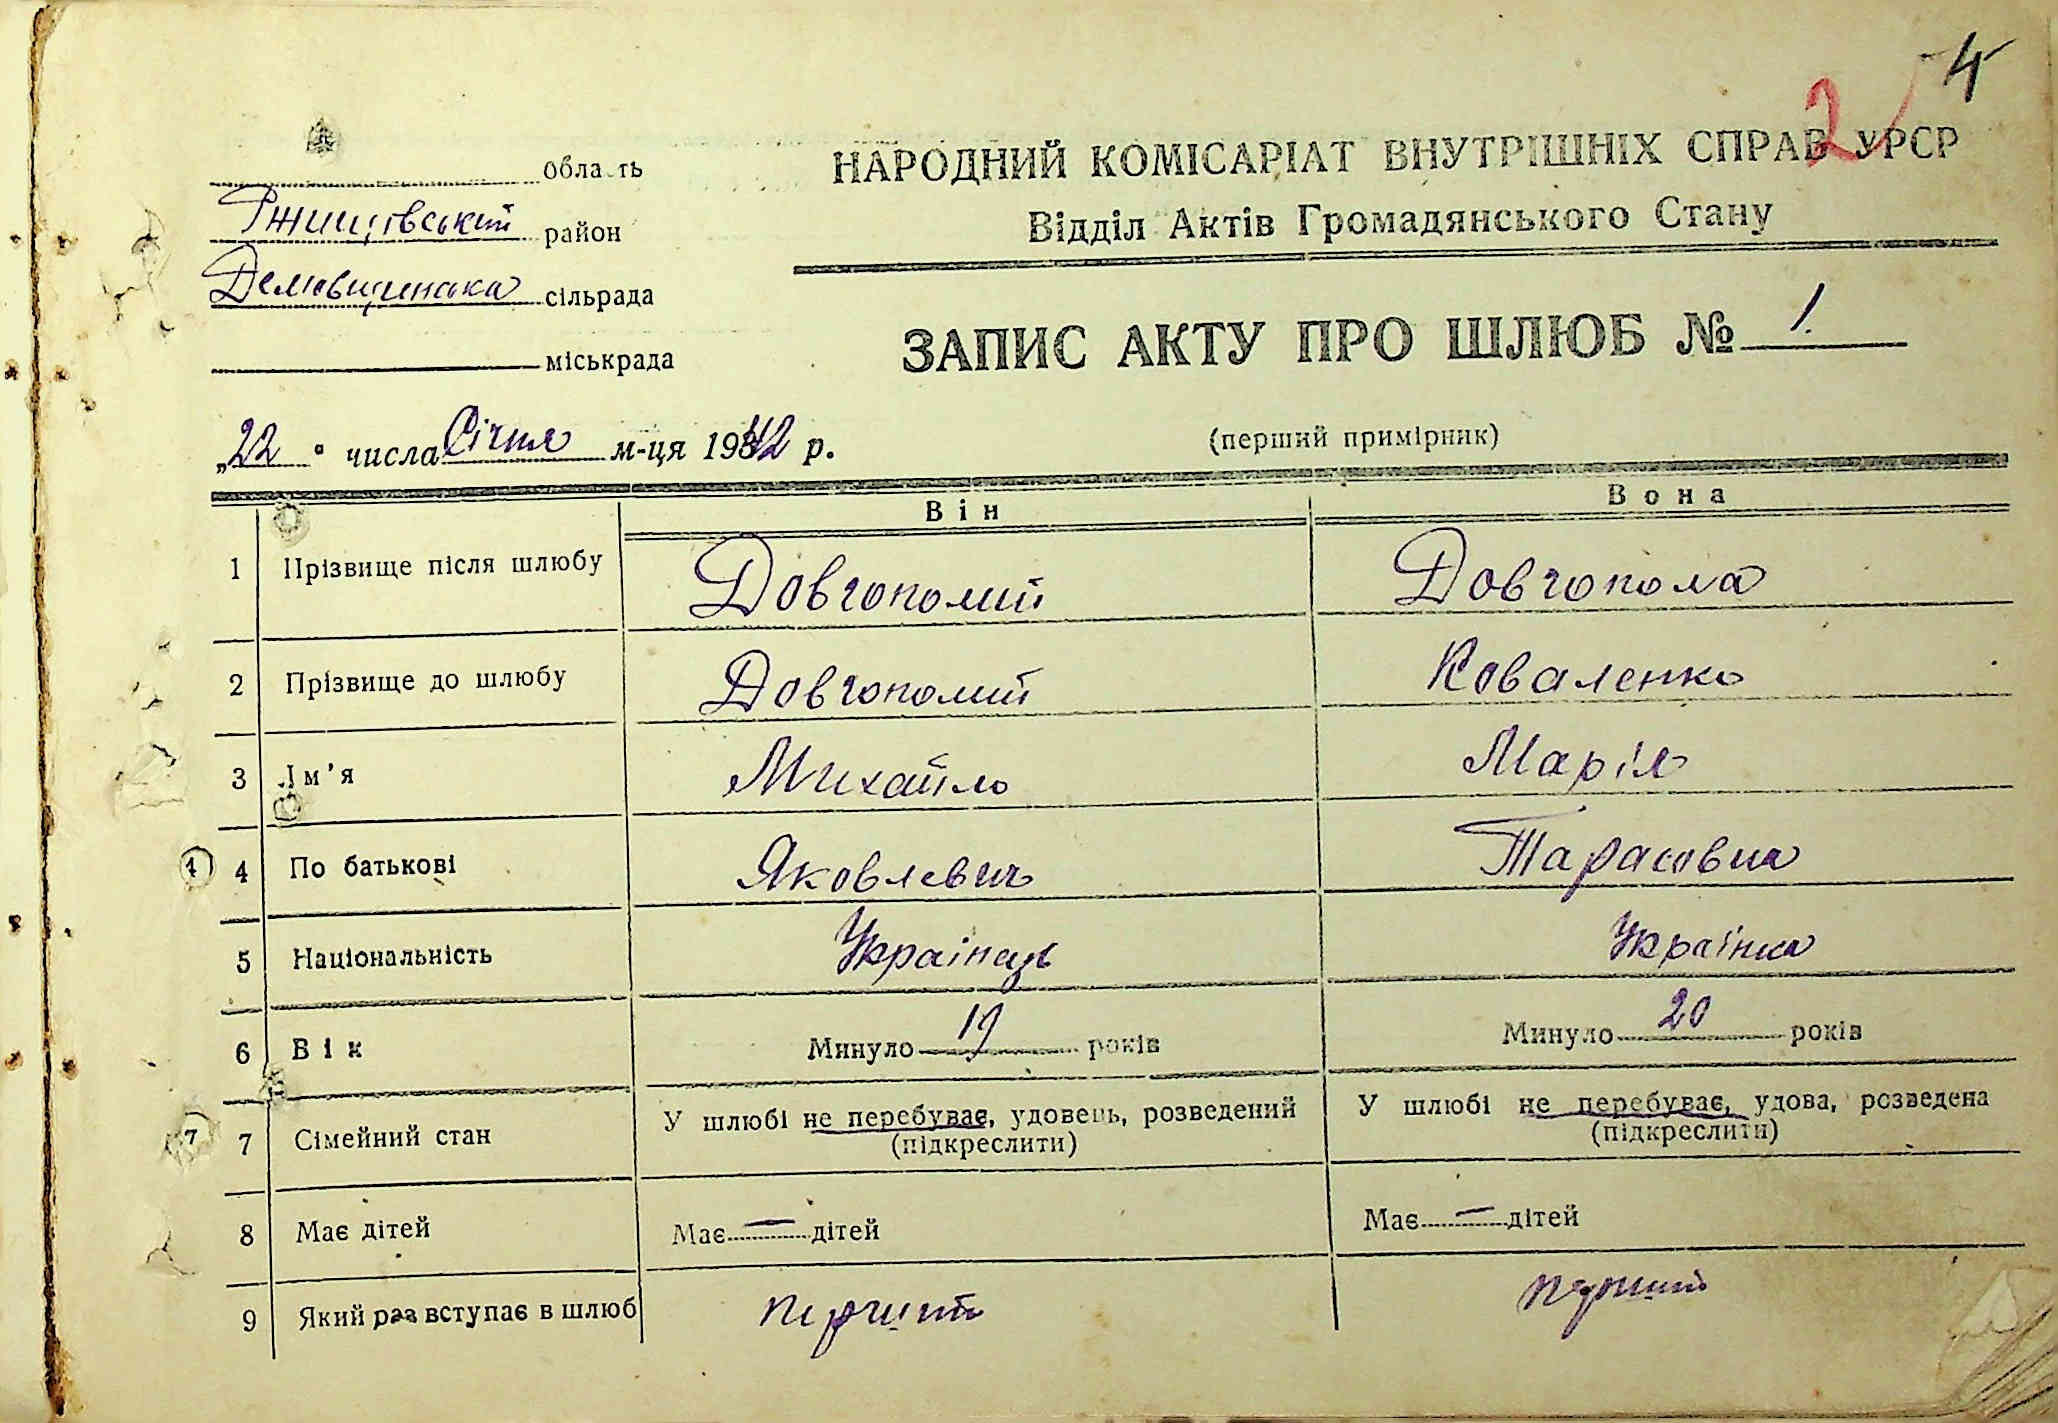 4
2
область
Ржищівський район
сільрада
міськрада
НАРОДНИЙ КОМІСАРІАТ ВНУТРІШНІХ СПРАВ УРСР
Відділ Актів Громадянського Стану
ЗАПИС АКТУ ПРО ШЛЮБ № 1.
(перший примірник)
„22" числа Січня м-ця 1942 р.
Він Вона
1 Прізвище після шлюбу Довгополий Довгопола
2 Прізвище до шлюбу Довгополий Коваленко
3 Ім'я Михайло Марія
4 4 По батькові Яковлевич Тарасовна
5 Національність Українець Українка
6 Вік Минуло 19 років Минуло 20 років
7 7 Сімейний стан У шлюбі не перебуває, удовець, розведений У шлюбі не перебуває, удова, розведена
(підкреслити) (підкреслити)
8 Має дітей Має — дітей Має — дітей
9 Який раз вступає в шлюб перший перший